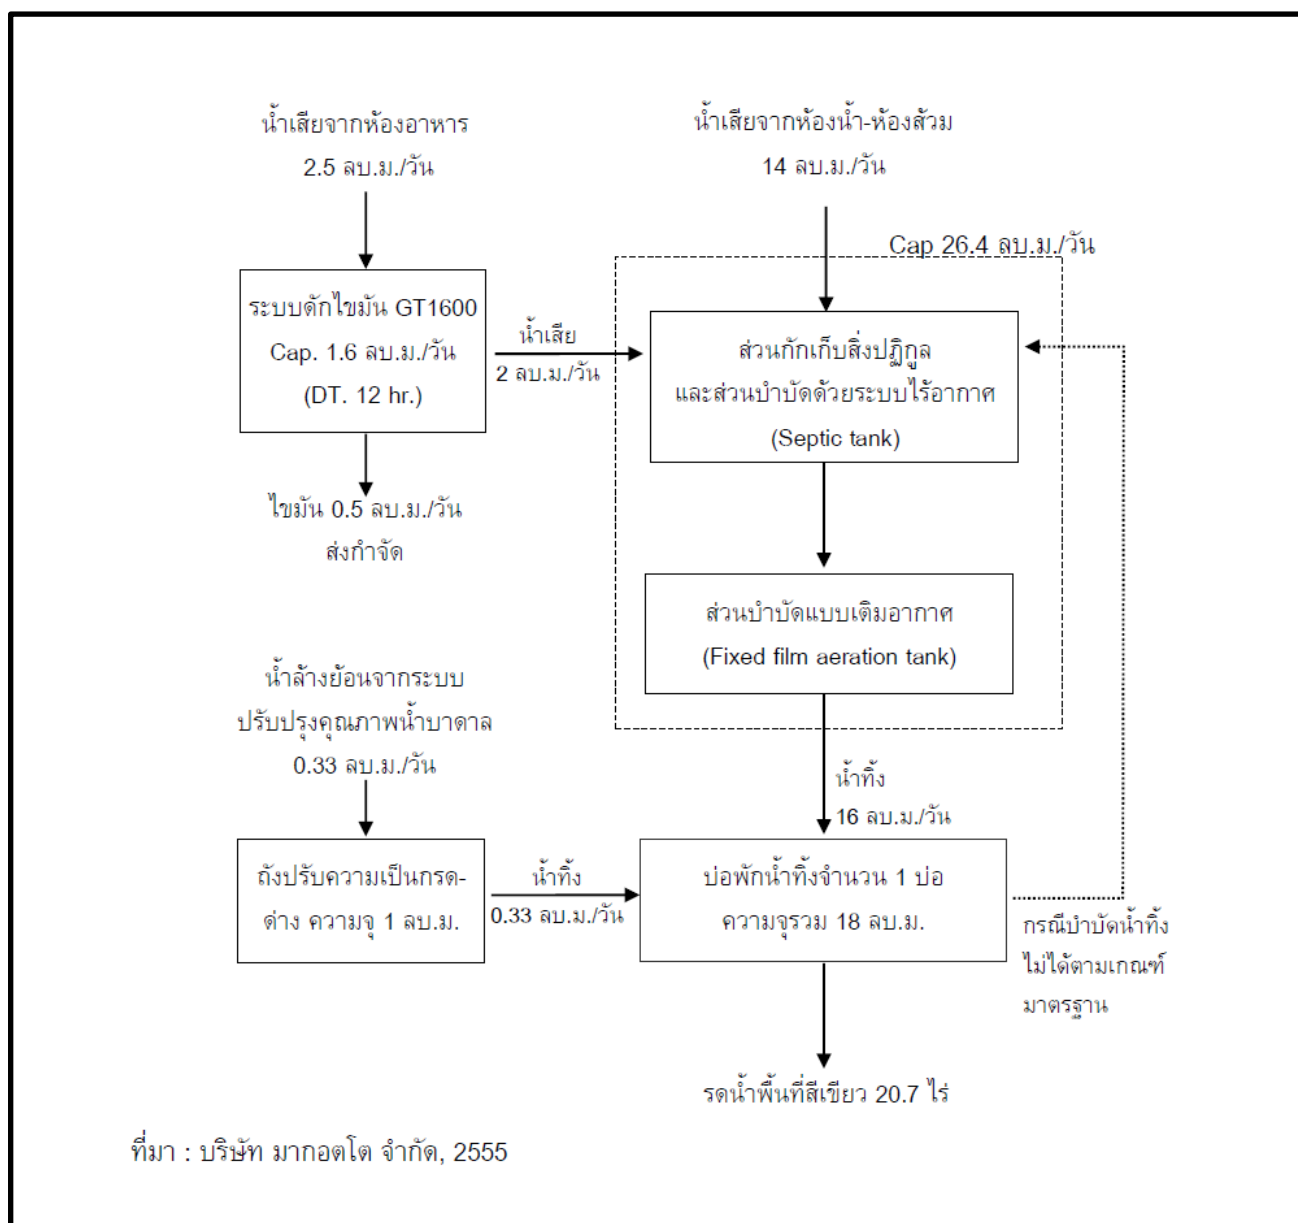 น้ำเสียจากห้องอาหาร
2.5 ลบ.ม./วัน
น้ำเสียจากห้องน้ำ-ห้องส้วม
14 ลบ.ม./วัน
Cap 26.4 ลบ.ม./วัน
ระบบดักไขมัน GT1600
Cap. 1.6 ลบ.ม./วัน
(DT. 12 hr.)
น้ำเสีย
2 ลบ.ม./วัน
ส่วนกักเก็บสิ่งปฏิกูล
และส่วนบำบัดด้วยระบบไร้อากาศ
(Septic tank)
ไขมัน 0.5 ลบ.ม./วัน
ส่งกำจัด
ส่วนบำบัดแบบเติมอากาศ
(Fixed film aeration tank)
น้ำล้างย้อนจากระบบ
ปรับปรุงคุณภาพน้ำบาดาล
0.33 ลบ.ม./วัน
น้ำทิ้ง
16 ลบ.ม./วัน
ถังปรับความเป็นกรด-
ด่าง ความจุ 1 ลบ.ม.
น้ำทิ้ง
0.33 ลบ.ม./วัน
บ่อพักน้ำทิ้งจำนวน 1 บ่อ
ความจุรวม 18 ลบ.ม.
กรณีบำบัดน้ำทิ้ง
ไม่ได้ตามเกณฑ์
มาตรฐาน
รดน้ำพื้นที่สีเขียว 20.7 ไร่
ที่มา : บริษัท มากอตโต จำกัด, 2555